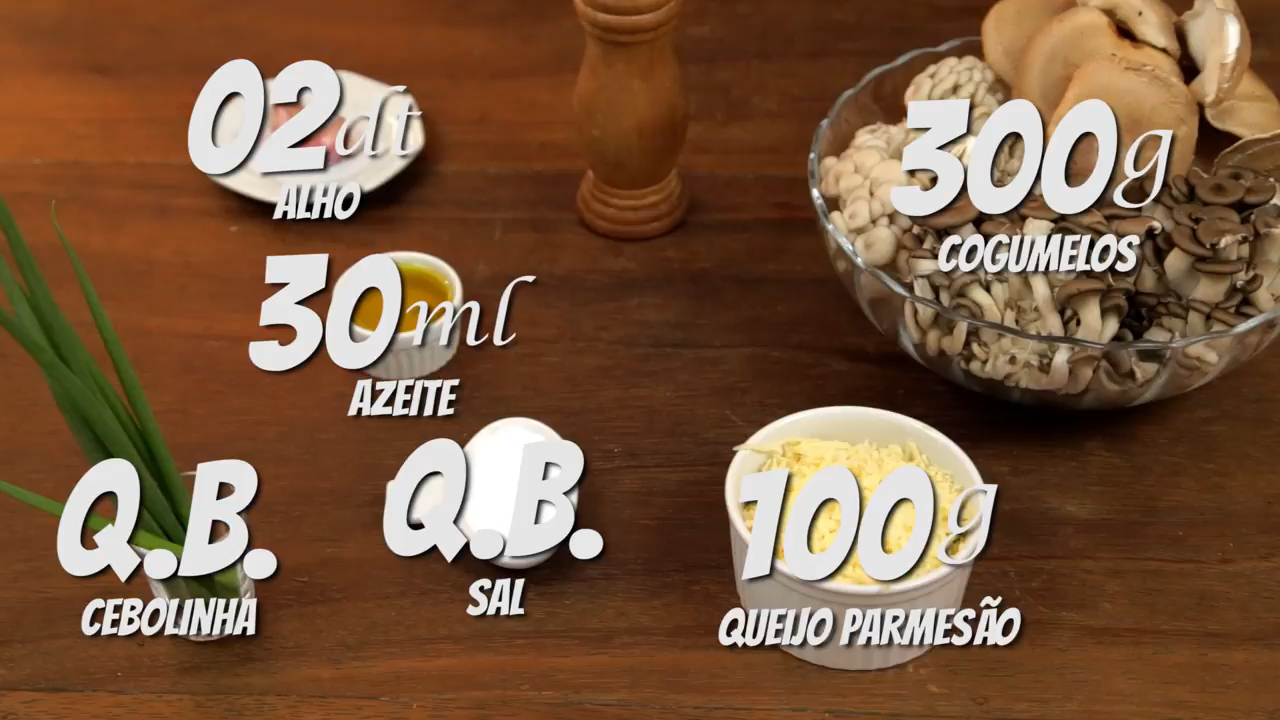 02dt
ALHO
300g
COGUMELOS
30ml
AZEITE
Q.B.
CEBOLINHA
Q.B.
SAL
100g
QUEIJO PARMESÃO